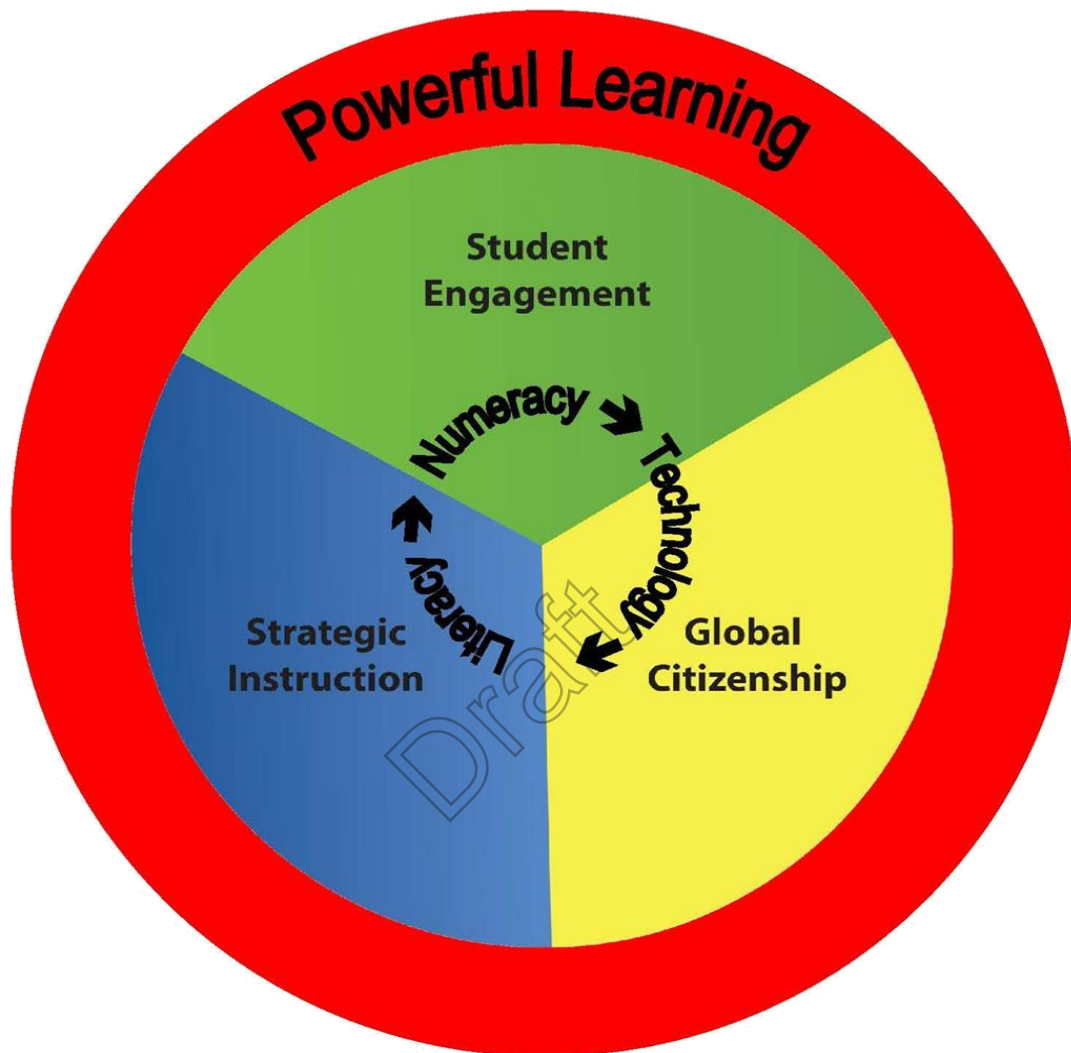 Powerful Learning
Student
Engagement
Numeracy
Technology
Literacy
Strategic
Instruction
Global
Citizenship
Draft